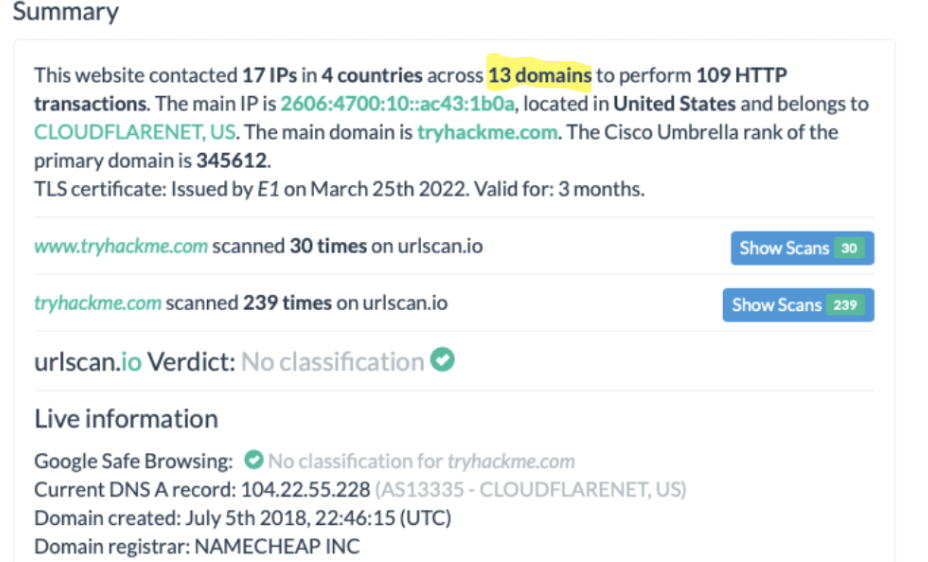 Summary
This website contacted 17 IPs in 4 countries across 13 domains to perform 109 HTTP
transactions. The main IP is 2606:4700:10::ac43:1b0a, located in United States and belongs to
CLOUDFLARENET, US. The main domain is tryhackme.com. The Cisco Umbrella rank of the
primary domain is 345612.
TLS certificate: Issued by E1 on March 25th 2022. Valid for: 3 months.
www.tryhackme.com scanned 30 times on urlscan.io Show Scans 30
tryhackme.com scanned 239 times on urlscan.io Show Scans 239
urlscan.io Verdict: No classification
Live information
Google Safe Browsing: No classification for tryhackme.com
Current DNS A record: 104.22.55.228 (AS13335 - CLOUDFLARENET, US)
Domain created: July 5th 2018, 22:46:15 (UTC)
Domain registrar: NAMECHEAP INC